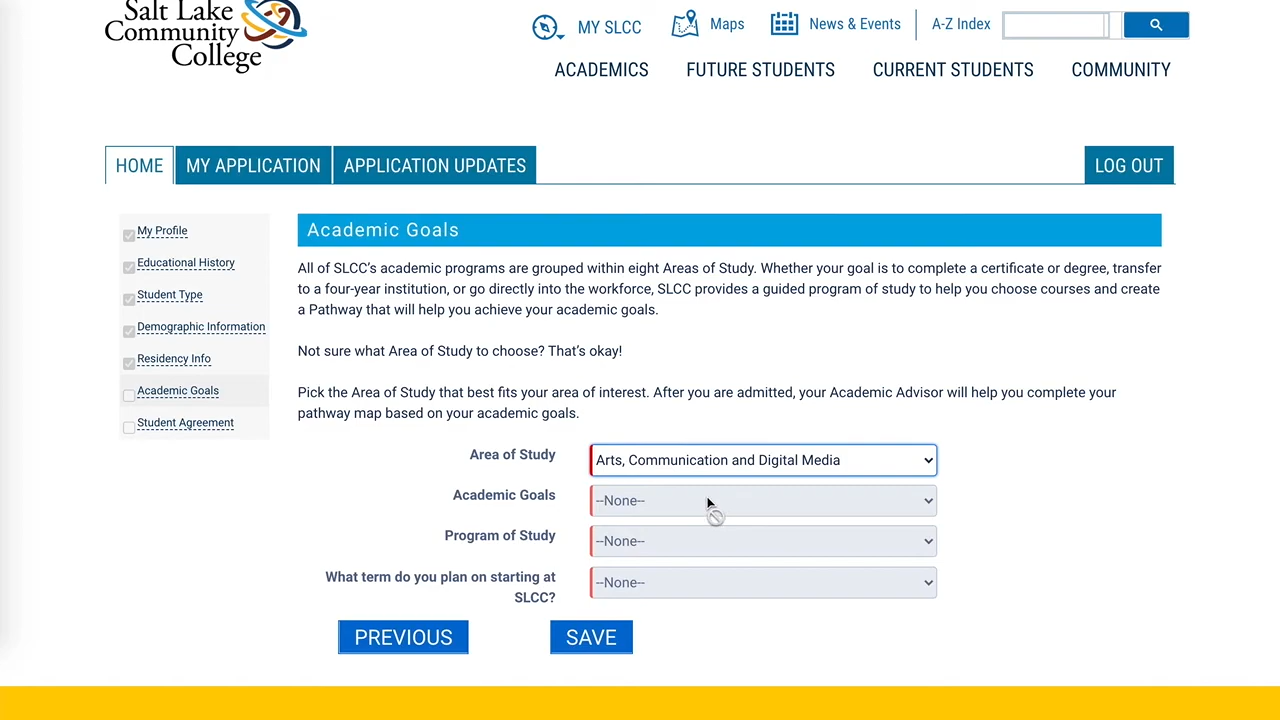 Salt Lake
Community
College
MY SLCC
Maps
News & Events
A-Z Index
ACADEMICS
FUTURE STUDENTS
CURRENT STUDENTS
COMMUNITY
HOME
MY APPLICATION
APPLICATION UPDATES
LOG OUT
My Profile
Educational History
Student Type
Demographic Information
Residency Info
Academic Goals
Student Agreement
Academic Goals
All of SLCC’s academic programs are grouped within eight Areas of Study. Whether your goal is to complete a certificate or degree, transfer
to a four-year institution, or go directly into the workforce, SLCC provides a guided program of study to help you choose courses and create
a Pathway that will help you achieve your academic goals.
Not sure what Area of Study to choose? That’s okay!
Pick the Area of Study that best fits your area of interest. After you are admitted, your Academic Advisor will help you complete your
pathway map based on your academic goals.
Area of Study
Arts, Communication and Digital Media
Academic Goals
--None--
Program of Study
--None--
What term do you plan on starting at
SLCC?
--None--
PREVIOUS
SAVE